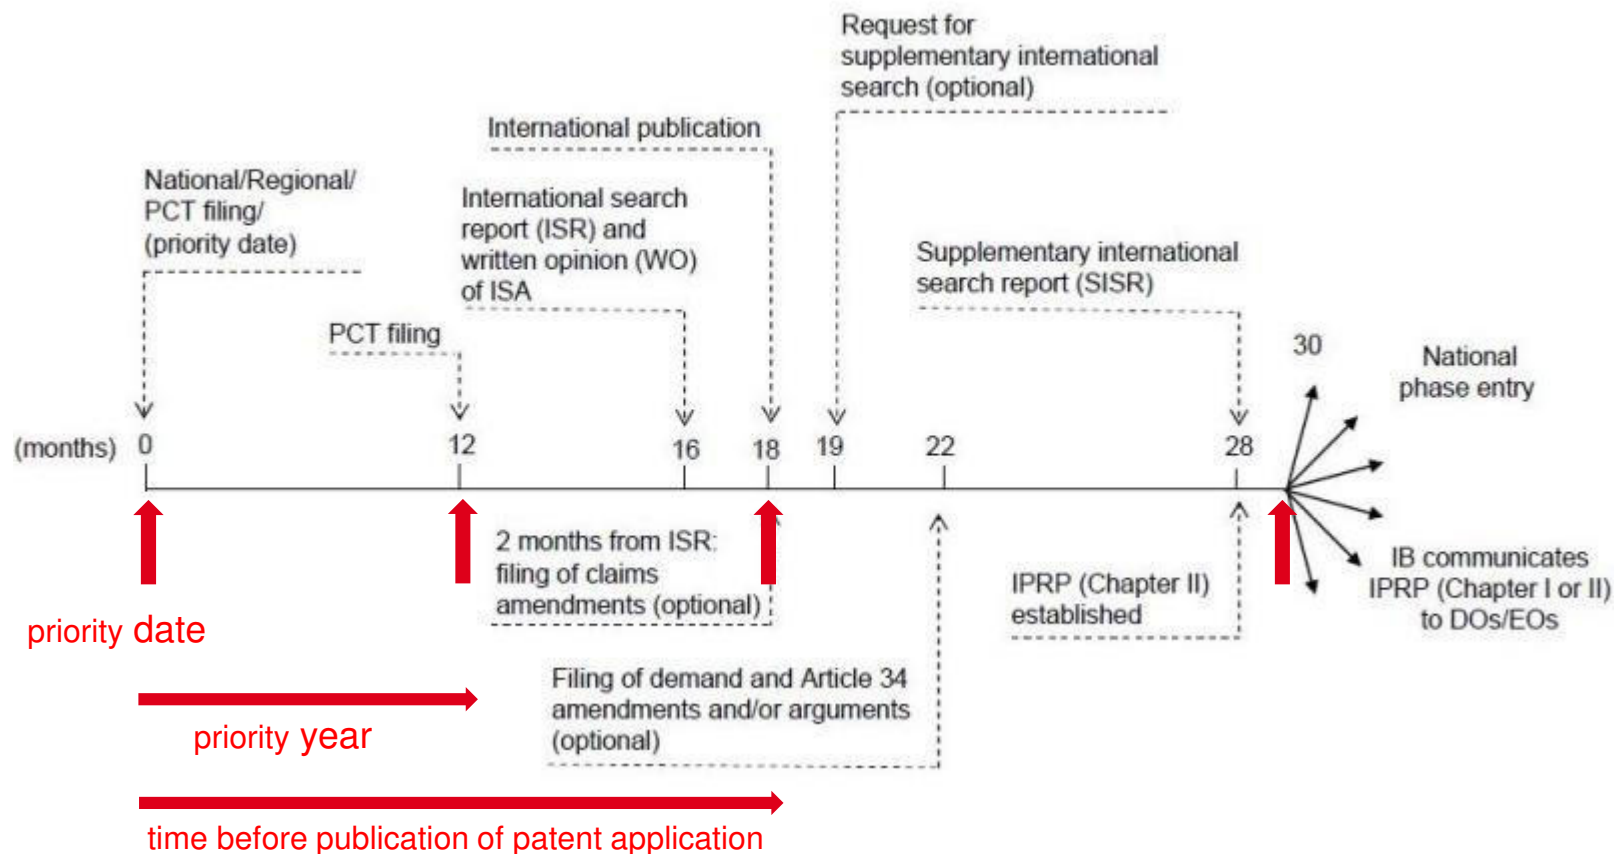 Request for
supplementary international
search (optional)
International publication
National/Regional/
PCT filing/
(priority date)
International search
report (ISR) and
written opinion (WO)
of ISA
Supplementary international
search report (SISR)
PCT filing
30
National
phase entry
(months) 0 12 16 18 19 22 28
2 months from ISR:
filing of claims
amendments (optional)
IPRP (Chapter II)
established
IB communicates
IPRP (Chapter I or II)
to DOs/EOs
priority date
Filing of demand and Article 34
amendments and/or arguments
(optional)
priority year
time before publication of patent application